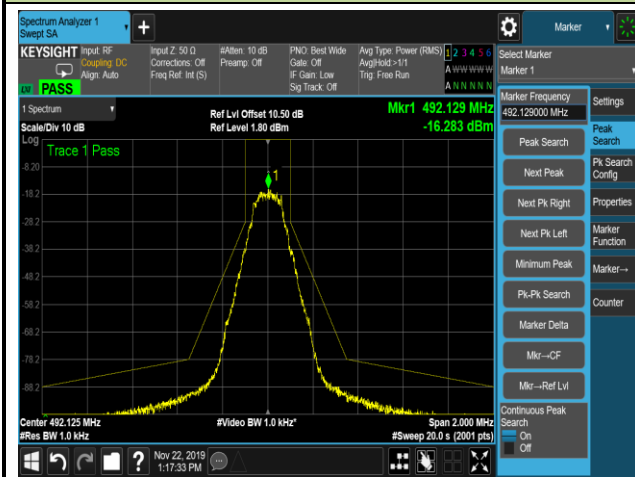 Spectrum Analyzer 1
Swept SA
+
Marker
KEYSIGHT
Input: RF
Coupling: DC
Align: Auto
Input Z: 50 Ω
Corrections: Off
Freq Ref: Int (S)
#Atten: 10 dB
Preamp: Off
PNO: Best Wide
Gate: Off
IF Gain: Low
Sig Track: Off
Avg Type: Power (RMS)
Avg|Hold >1/1
Trig: Free Run
1 2 3 4 5 6
A W W W W W
A N N N N N
LXI
PASS
Select Marker
Marker 1
1 Spectrum
Scale/Div 10 dB
Ref Lvl Offset 10.50 dB
Ref Level 1.80 dBm
Mkr1 492.129 MHz
-16.283 dBm
Log
Trace 1 Pass
1
-8.20
-18.2
-28.2
-38.2
-48.2
-58.2
-68.2
-78.2
-88.2
Center 492.125 MHz
#Res BW 1.0 kHz
#Video BW 1.0 kHz*
Span 2.000 MHz
#Sweep 20.0 s (2001 pts)
Marker Frequency
492.129000 MHz
Peak Search
Next Peak
Next Pk Right
Next Pk Left
Minimum Peak
Pk-Pk Search
Marker Delta
Mkr→CF
Mkr→Ref Lvl
Continuous Peak
Search
On
Off
Settings
Peak
Search
Pk Search
Config
Properties
Marker
Function
Marker→
Counter
?
Nov 22, 2019
1:17:33 PM